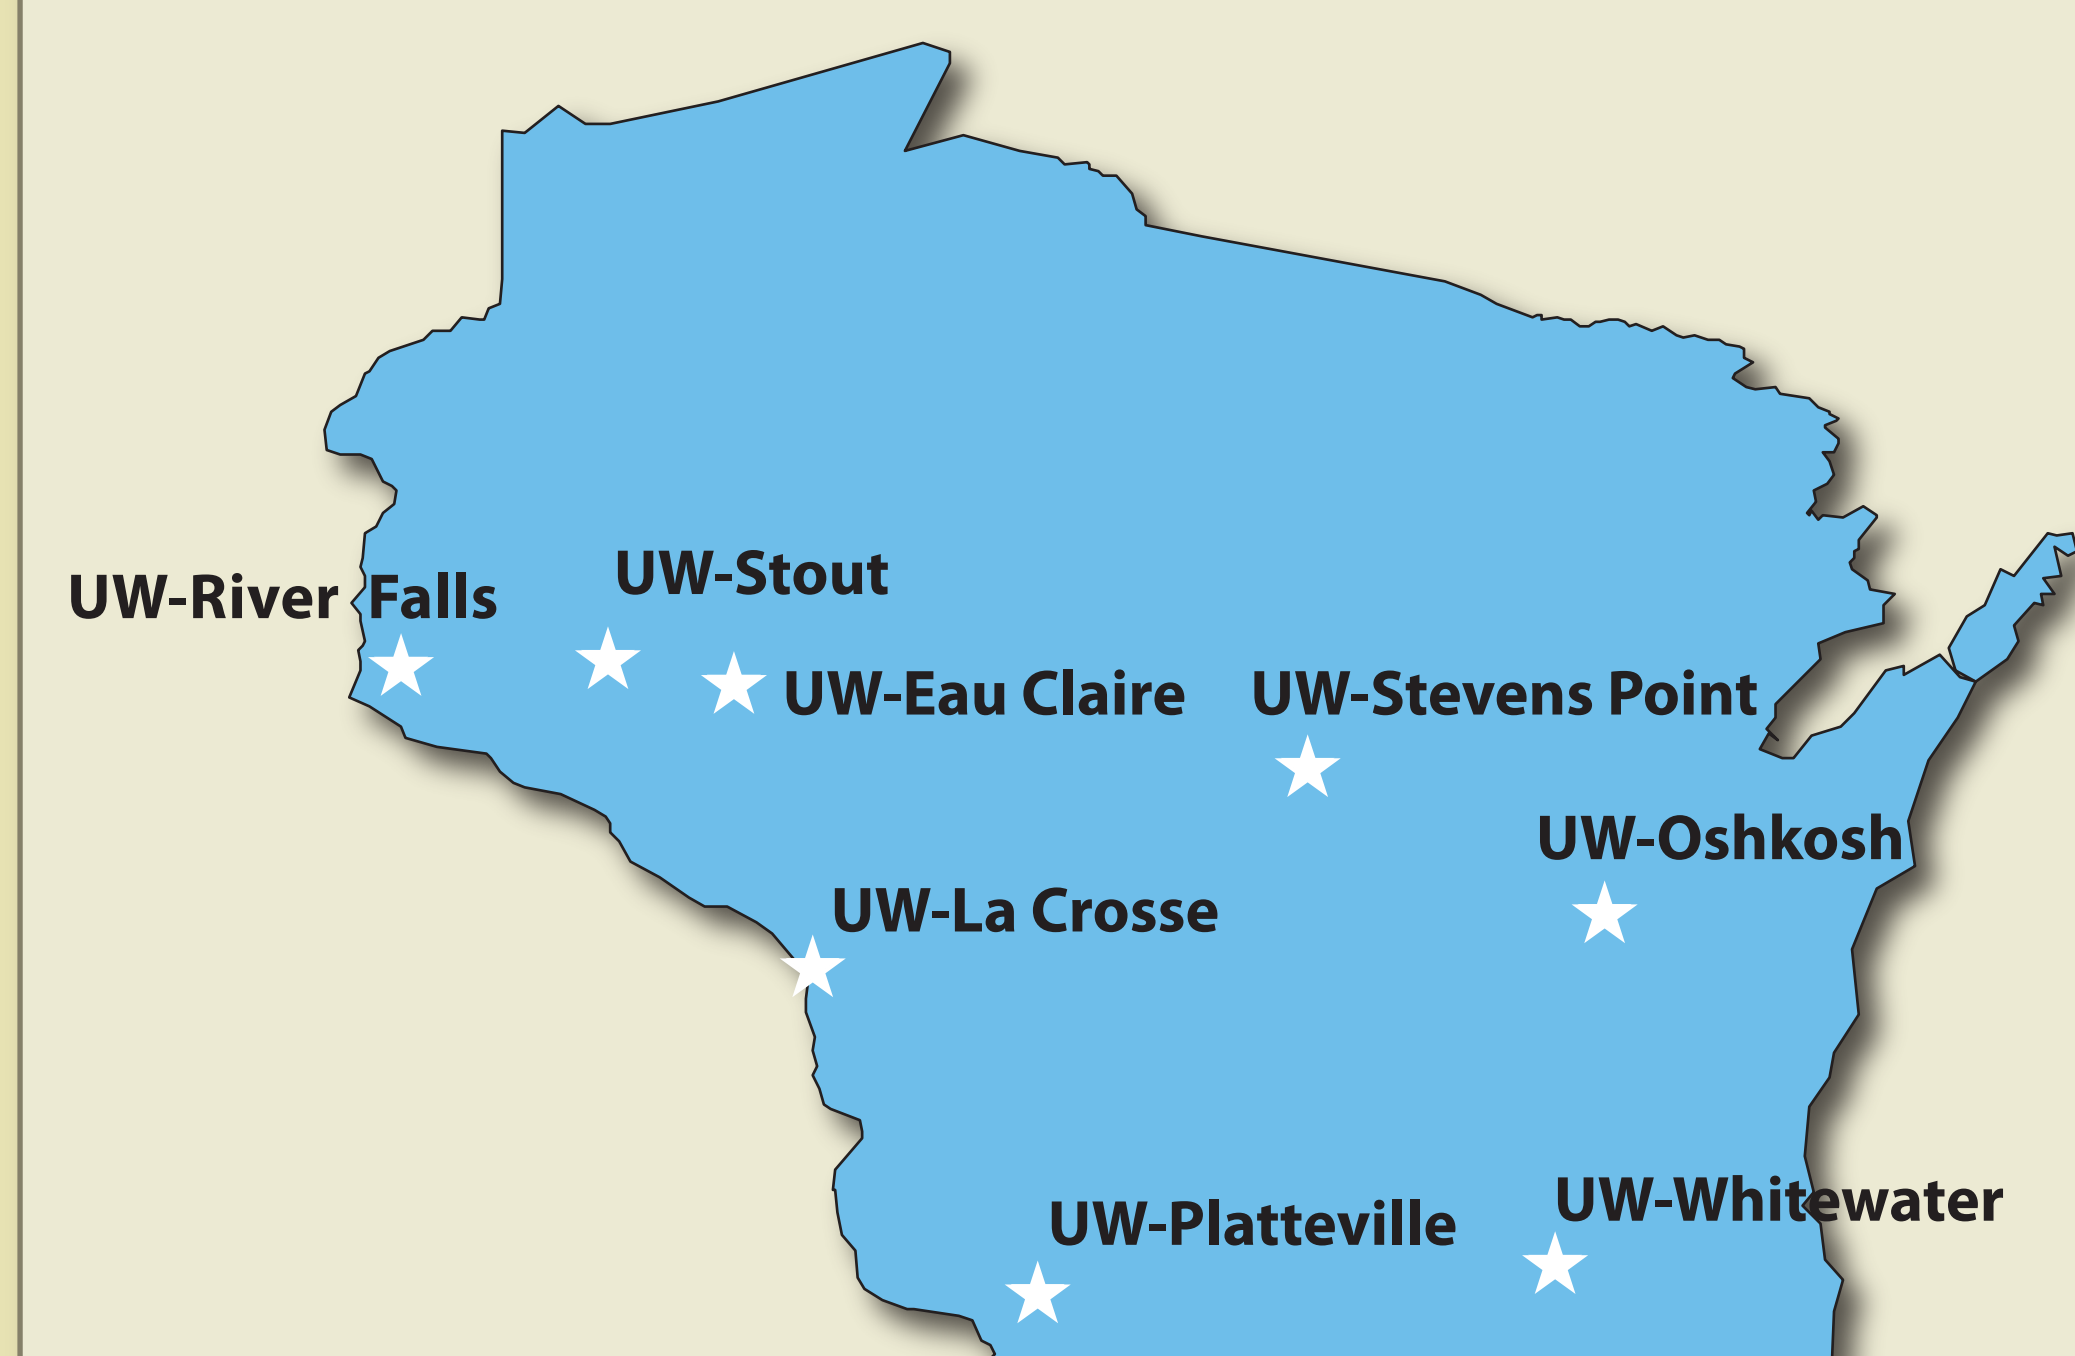 UW-Stout
UW-River Falls
UW-Eau Claire
UW-Stevens Point
UW-Oshkosh
UW-La Crosse
UW-Whitewater
UW-Platteville